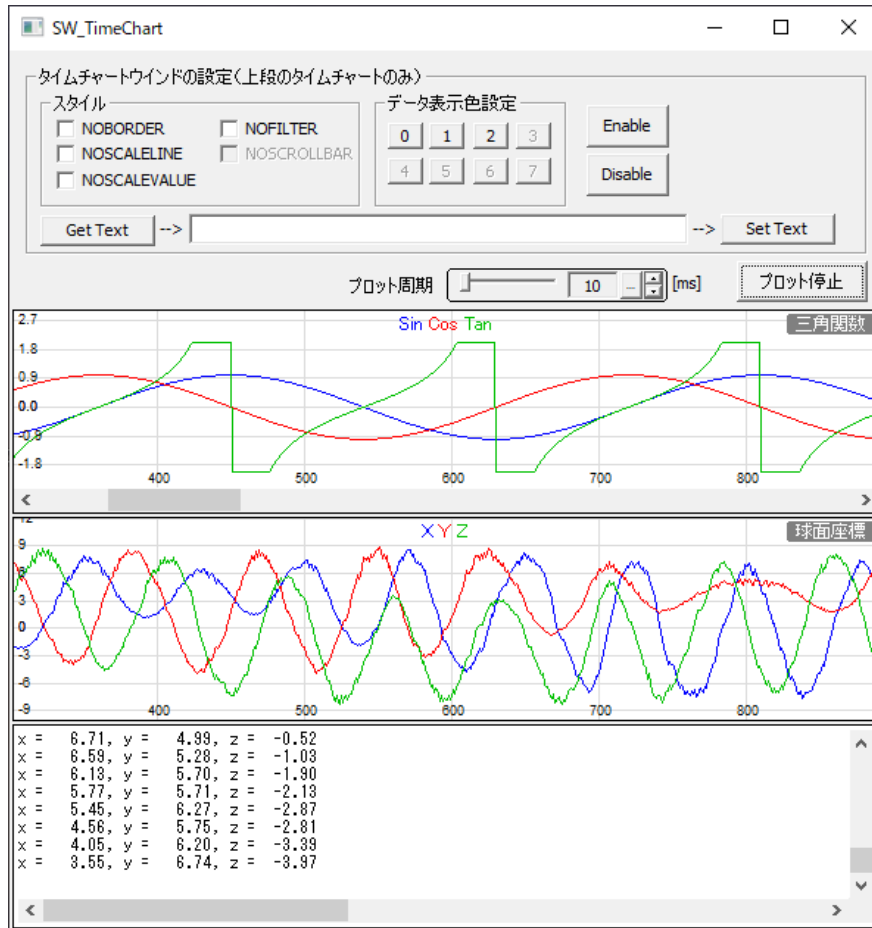 SW_TimeChart
タイムチャートウインドの設定(上段のタイムチャートのみ)
スタイル
データ表示色設定
NOBORDER
NOFILTER
NOSCALELINE
NOSCROLLBAR
NOSCALEVALUE
0 1 2 3
4 5 6 7
Enable
Disable
Get Text --> --> Set Text
プロット周期 10 ... [ms] プロット停止
2.7 Sin Cos Tan 三角関数
1.8
0.9
0.0
-0.9
-1.8
400 500 600 700 800
12 X Y Z 球面座標
9
6
3
0
-3
-6
-9
400 500 600 700 800
x = 6.71, y = 4.99, z = -0.52
x = 6.59, y = 5.28, z = -1.03
x = 6.13, y = 5.70, z = -1.90
x = 5.77, y = 5.71, z = -2.13
x = 5.45, y = 6.27, z = -2.87
x = 4.56, y = 5.75, z = -2.81
x = 4.05, y = 6.20, z = -3.39
x = 3.55, y = 6.74, z = -3.97